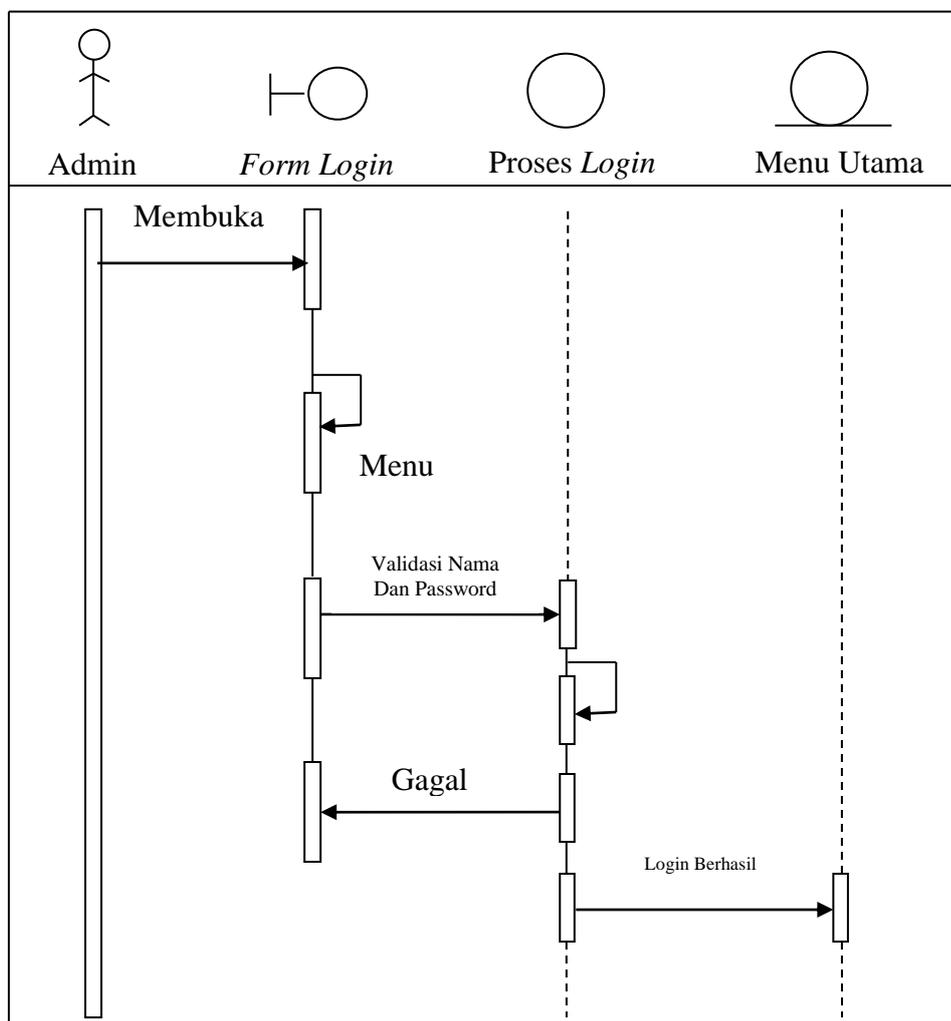 Admin
Form Login
Proses Login
Menu Utama
Membuka
Menu
Validasi Nama
Dan Password
Gagal
Login Berhasil